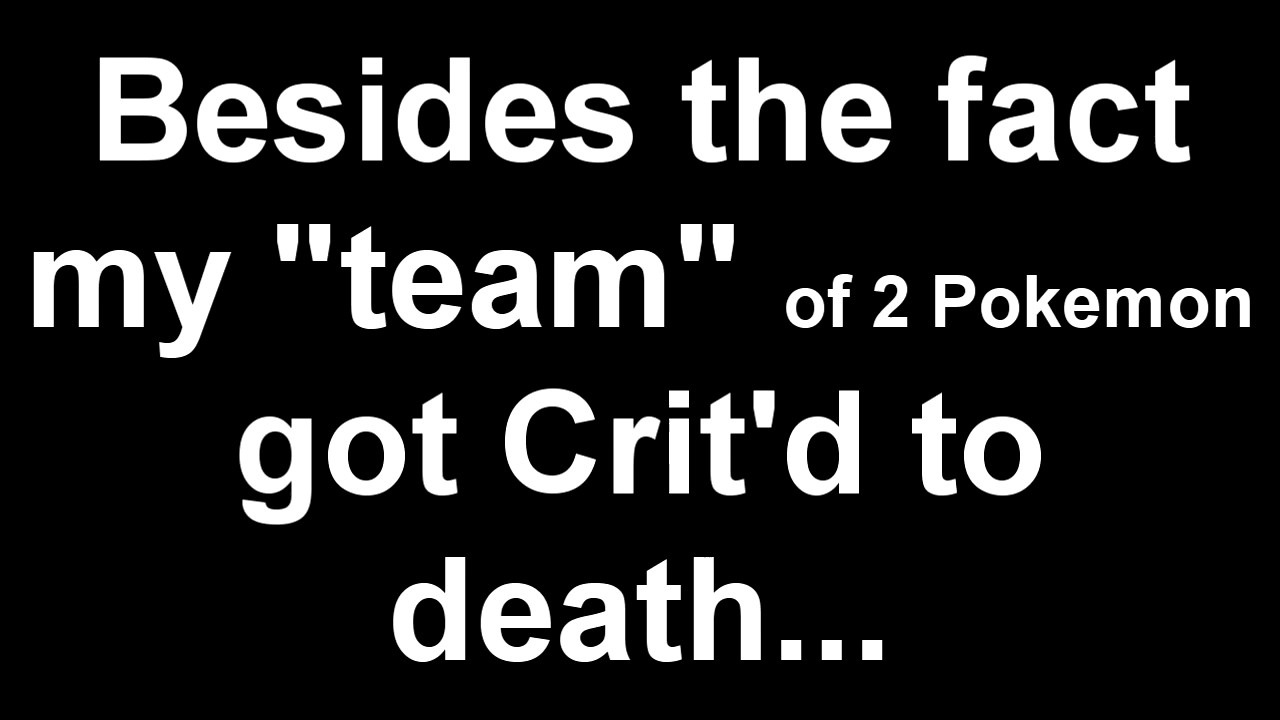 Besides the fact
my "team" of 2 Pokemon
got Crit'd to
death...